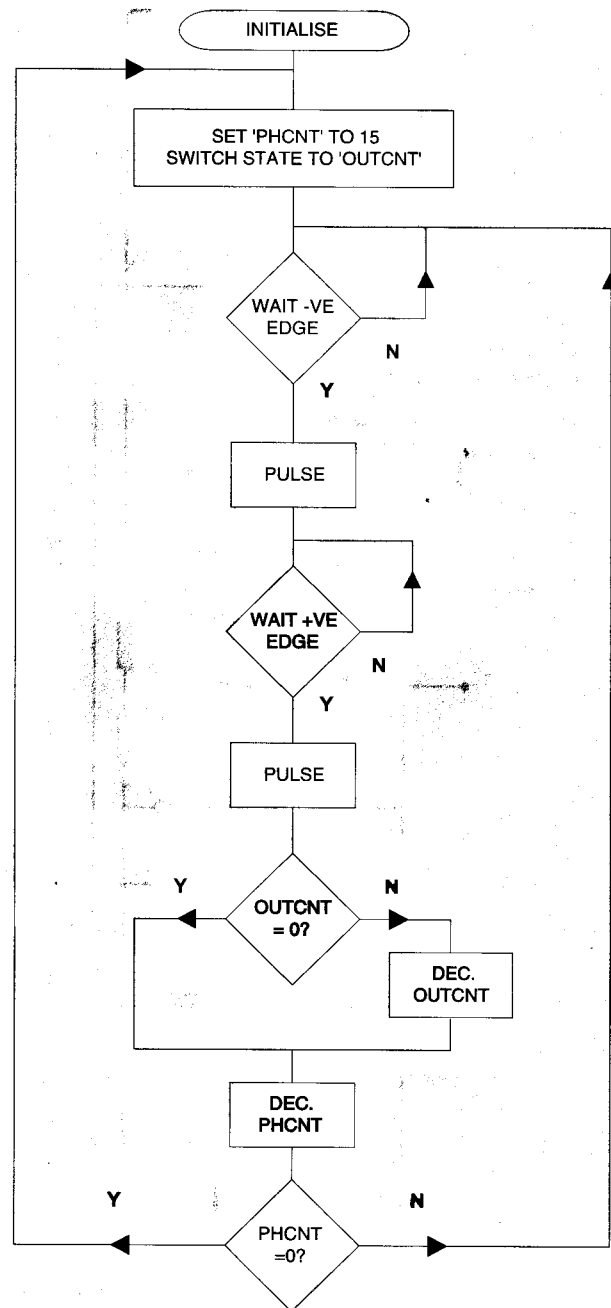 INITIALISE
SET 'PHCNT' TO 15
SWITCH STATE TO 'OUTCNT'
WAIT -VE
EDGE
N
Y
PULSE
WAIT +VE
EDGE
N
Y
PULSE
Y
N
OUTCNT
= 0?
DEC.
OUTCNT
DEC.
PHCNT
Y
N
PHCNT
=0?